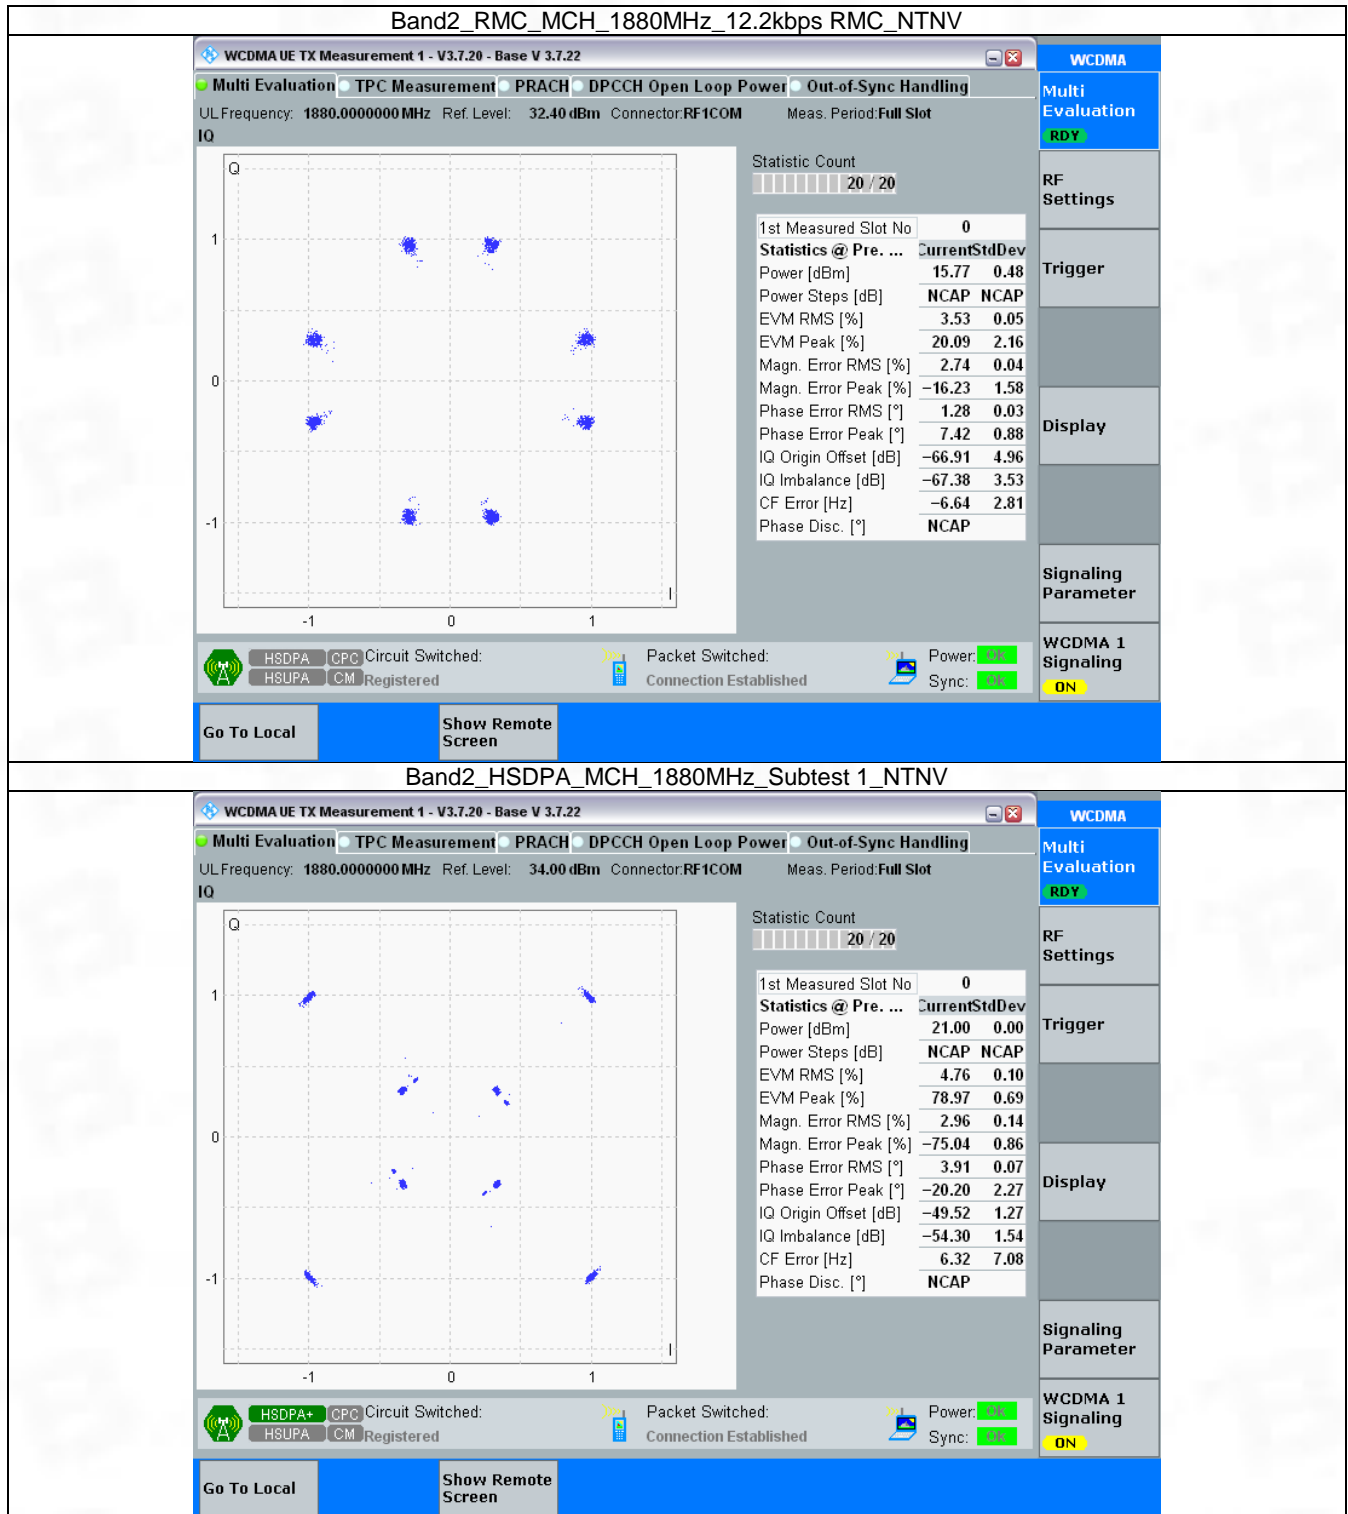 Band2_RMC_MCH_1880MHz_12.2kbps RMC_NTNV
WCDMA UE TX Measurement 1 - V3.7.20 - Base V 3.7.22
WCDMA
Multi Evaluation TPC Measurement PRACH DPCCH Open Loop Power Out-of-Sync Handling
Multi
Evaluation
RDY
UL Frequency: 1880.0000000 MHz Ref. Level: 32.40 dBm Connector:RF1COM Meas. Period:Full Slot
IQ
Q
1
0
-1
I
-1 0 1
Statistic Count
20 / 20
1st Measured Slot No 0
Statistics @ Pre. ... CurrentStdDev
Power [dBm] 15.77 0.48
Power Steps [dB] NCAP NCAP
EVM RMS [%] 3.53 0.05
EVM Peak [%] 20.09 2.16
Magn. Error RMS [%] 2.74 0.04
Magn. Error Peak [%] −16.23 1.58
Phase Error RMS [°] 1.28 0.03
Phase Error Peak [°] 7.42 0.88
IQ Origin Offset [dB] −66.91 4.96
IQ Imbalance [dB] −67.38 3.53
CF Error [Hz] −6.64 2.81
Phase Disc. [°] NCAP
RF
Settings
Trigger
Display
Signaling
Parameter
WCDMA 1
Signaling
ON
HSDPA CPC Circuit Switched: Packet Switched: Power: Ok
HSUPA CM Registered Connection Established Sync: Ok
Go To Local
Show Remote
Screen
Band2_HSDPA_MCH_1880MHz_Subtest 1_NTNV
WCDMA UE TX Measurement 1 - V3.7.20 - Base V 3.7.22
WCDMA
Multi Evaluation TPC Measurement PRACH DPCCH Open Loop Power Out-of-Sync Handling
Multi
Evaluation
RDY
UL Frequency: 1880.0000000 MHz Ref. Level: 34.00 dBm Connector:RF1COM Meas. Period:Full Slot
IQ
Q
1
0
-1
I
-1 0 1
Statistic Count
20 / 20
1st Measured Slot No 0
Statistics @ Pre. ... CurrentStdDev
Power [dBm] 21.00 0.00
Power Steps [dB] NCAP NCAP
EVM RMS [%] 4.76 0.10
EVM Peak [%] 78.97 0.69
Magn. Error RMS [%] 2.96 0.14
Magn. Error Peak [%] −75.04 0.86
Phase Error RMS [°] 3.91 0.07
Phase Error Peak [°] −20.20 2.27
IQ Origin Offset [dB] −49.52 1.27
IQ Imbalance [dB] −54.30 1.54
CF Error [Hz] 6.32 7.08
Phase Disc. [°] NCAP
RF
Settings
Trigger
Display
Signaling
Parameter
WCDMA 1
Signaling
ON
HSDPA+ CPC Circuit Switched: Packet Switched: Power: Ok
HSUPA CM Registered Connection Established Sync: Ok
Go To Local
Show Remote
Screen